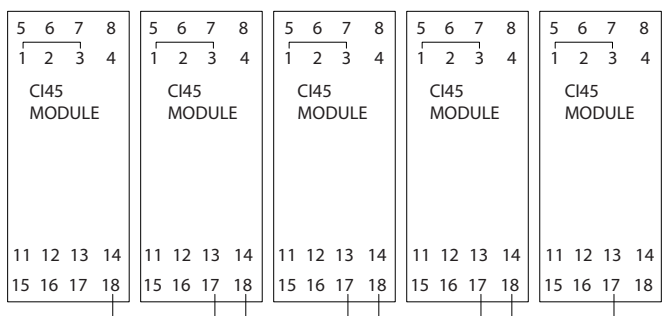 5 6 7 8 5 6 7 8 5 6 7 8 5 6 7 8 5 6 7 8
1 2 3 4 1 2 3 4 1 2 3 4 1 2 3 4 1 2 3 4
CI45 CI45 CI45 CI45 CI45
MODULE MODULE MODULE MODULE MODULE
11 12 13 14 11 12 13 14 11 12 13 14 11 12 13 14 11 12 13 14
15 16 17 18 15 16 17 18 15 16 17 18 15 16 17 18 15 16 17 18